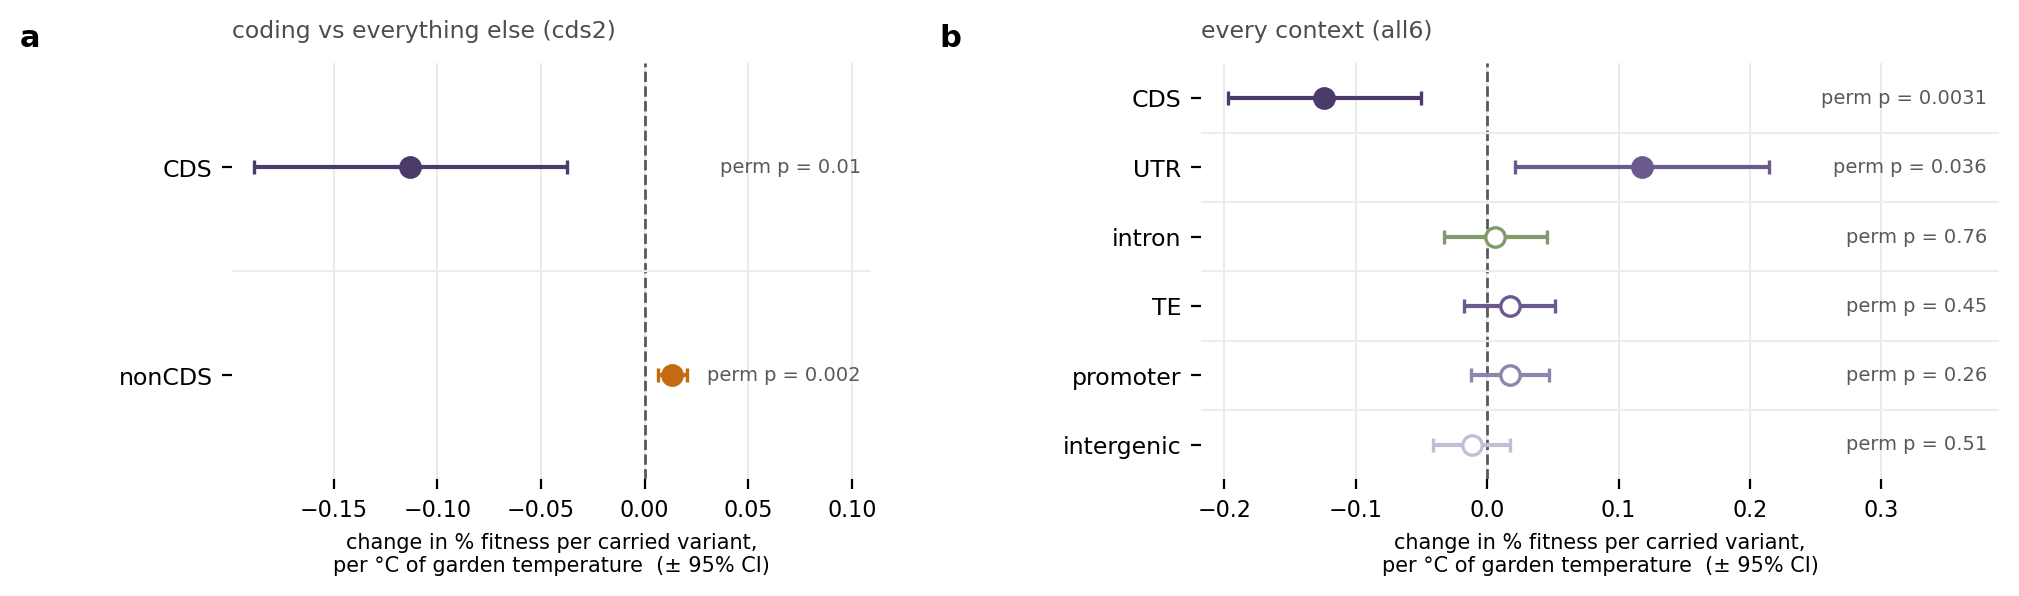 a
coding vs everything else (cds2)
CDS
perm p = 0.01
nonCDS
perm p = 0.002
−0.15 −0.10 −0.05 0.00 0.05 0.10
change in % fitness per carried variant,
per °C of garden temperature (± 95% CI)
b
every context (all6)
CDS
perm p = 0.0031
UTR
perm p = 0.036
intron
perm p = 0.76
TE
perm p = 0.45
promoter
perm p = 0.26
intergenic
perm p = 0.51
−0.2 −0.1 0.0 0.1 0.2 0.3
change in % fitness per carried variant,
per °C of garden temperature (± 95% CI)